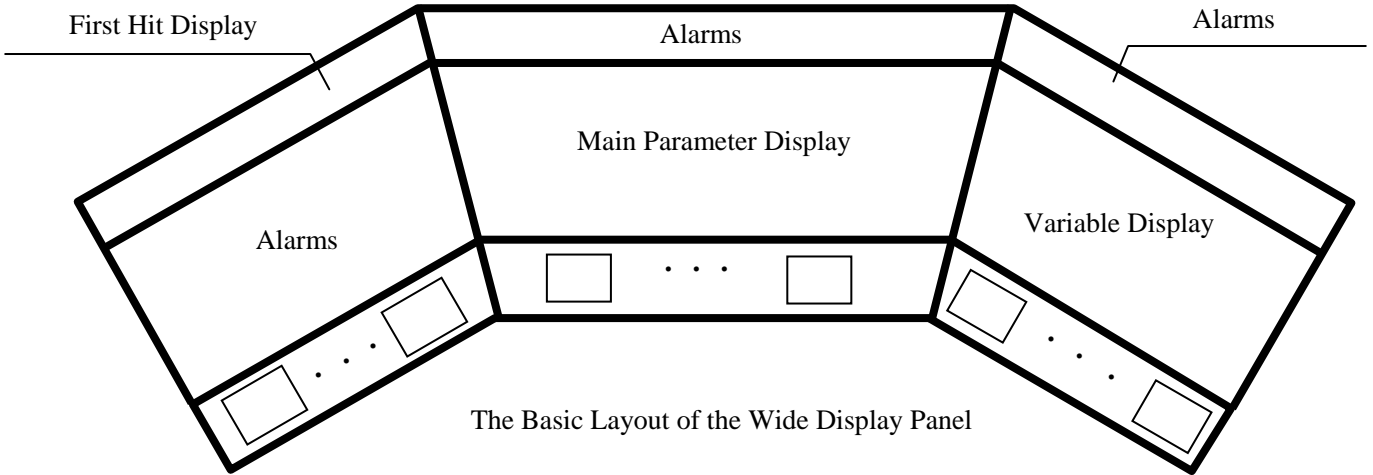 First Hit Display
Alarms
Alarms
Main Parameter Display
Alarms
Variable Display
The Basic Layout of the Wide Display Panel